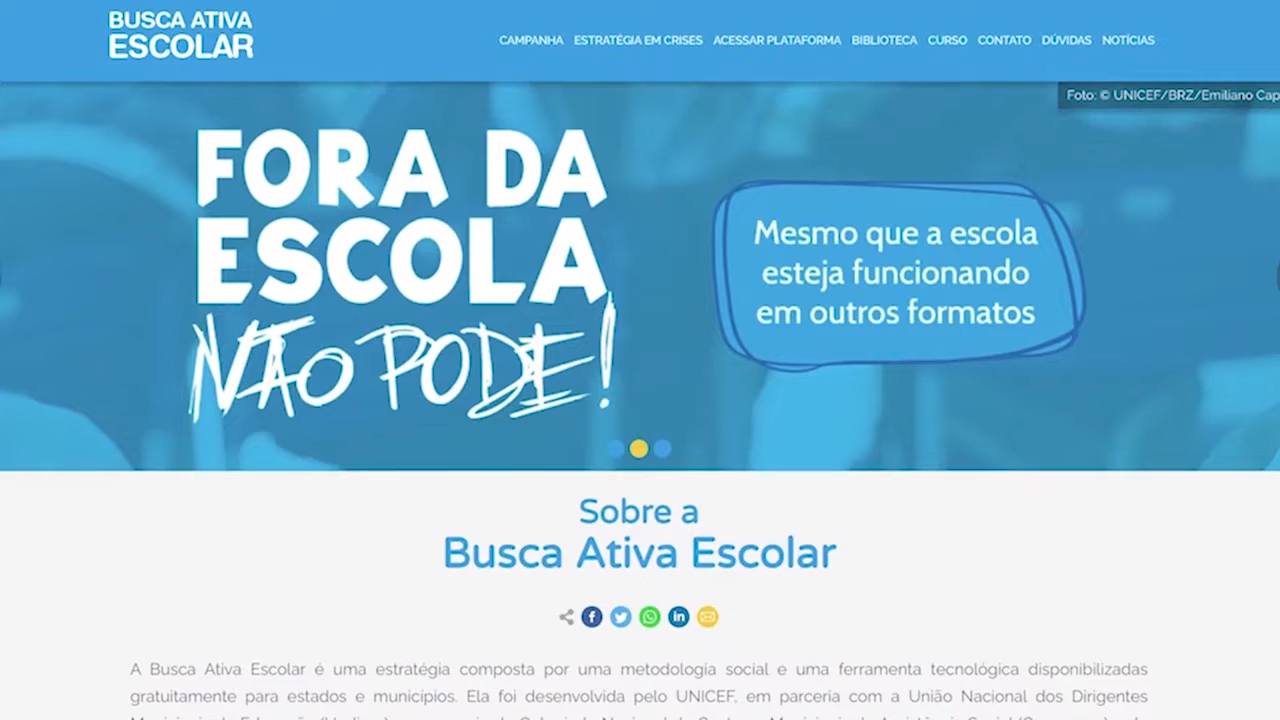 BUSCA ATIVA
ESCOLAR
CAMPANHA ESTRATÉGIA EM CRISES ACESSAR PLATAFORMA BIBLIOTECA CURSO CONTATO DÚVIDAS NOTÍCIAS
Foto: © UNICEF/BRZ/Emiliano Cap
FORA DA
ESCOLA
NÃO PODE!
Mesmo que a escola
esteja funcionando
em outros formatos
Sobre a
Busca Ativa Escolar
A Busca Ativa Escolar é uma estratégia composta por uma metodologia social e uma ferramenta tecnológica disponibilizadas
gratuitamente para estados e municípios. Ela foi desenvolvida pelo UNICEF, em parceria com a União Nacional dos Dirigentes